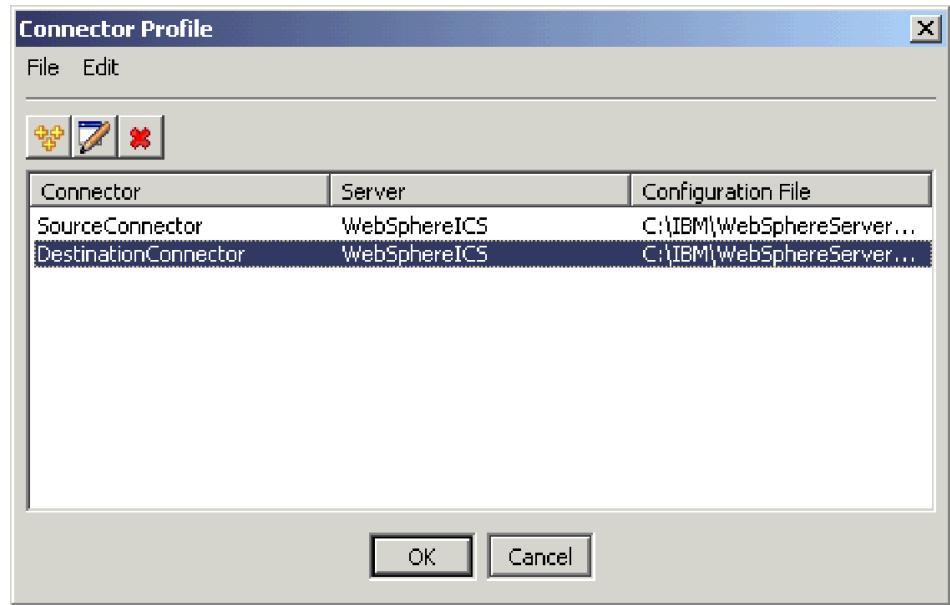 Connector Profile
File Edit
Connector Server Configuration File
SourceConnector WebSphereICS C:\IBM\WebSphereServer...
DestinationConnector WebSphereICS C:\IBM\WebSphereServer...
OK Cancel